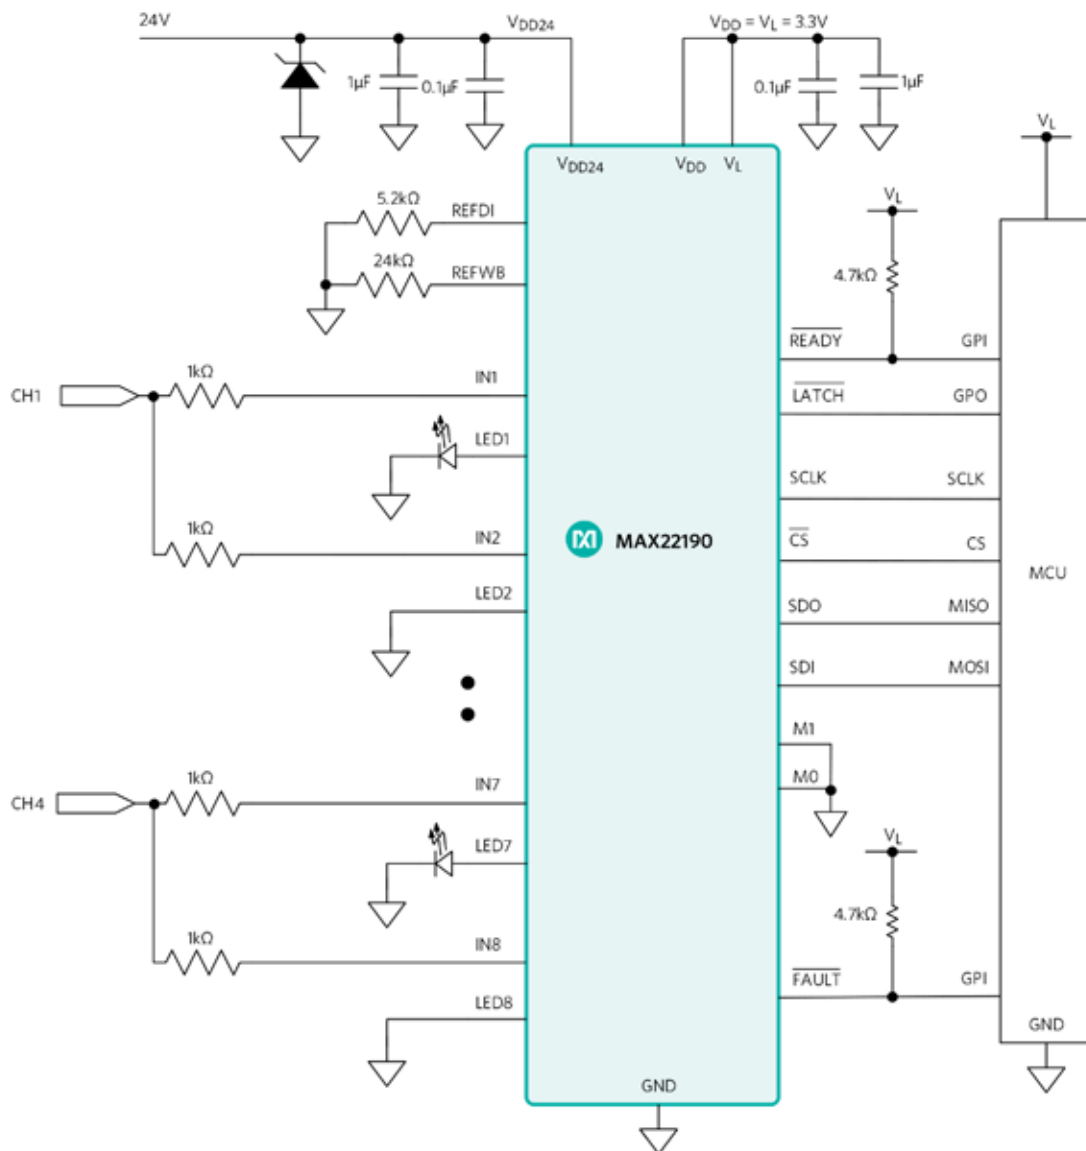 24V
VDD24
VDD = VL = 3.3V
1µF
0.1µF
0.1µF
1µF
VL
VDD24
VDD
VL
5.2kΩ
REFDI
VL
24kΩ
REFWB
4.7kΩ
READY
GPI
CH1
1kΩ
IN1
LATCH
GPO
LED1
SCLK
SCLK
1kΩ
IN2
MAX22190
CS
CS
MCU
LED2
SDO
MISO
SDI
MOSI
M1
CH4
1kΩ
IN7
M0
LED7
VL
4.7kΩ
1kΩ
IN8
FAULT
GPI
LED8
GND
GND